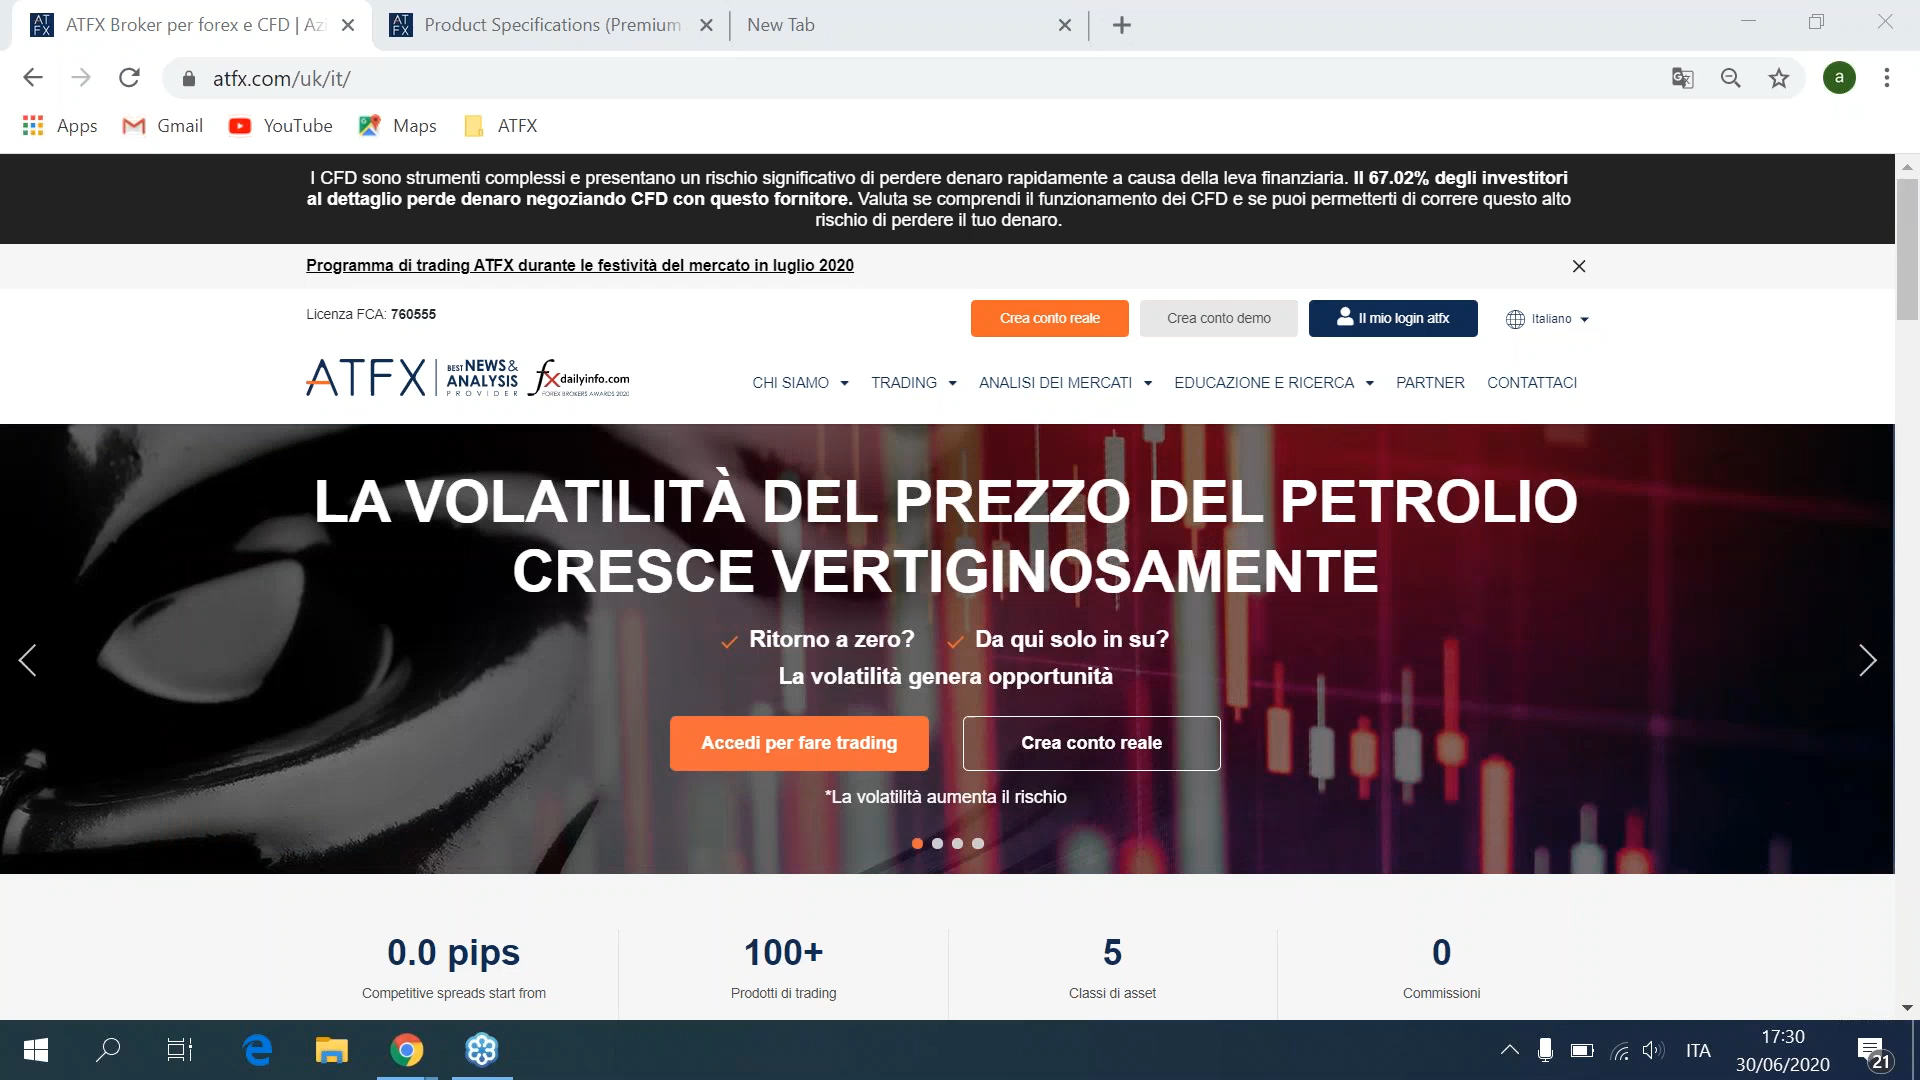 ATFX Broker per forex e CFD | Azi
Product Specifications (Premium
New Tab
atfx.com/uk/it/
a
Apps
Gmail
YouTube
Maps
ATFX
I CFD sono strumenti complessi e presentano un rischio significativo di perdere denaro rapidamente a causa della leva finanziaria. Il 67.02% degli investitori
al dettaglio perde denaro negoziando CFD con questo fornitore. Valuta se comprendi il funzionamento dei CFD e se puoi permetterti di correre questo alto
rischio di perdere il tuo denaro.
Programma di trading ATFX durante le festività del mercato in luglio 2020
Licenza FCA: 760555
Crea conto reale
Crea conto demo
Il mio login atfx
Italiano
ATFX
BEST NEWS &
ANALYSIS
PROVIDER
fxdailyinfo.com
FOREX BROKERS AWARDS 2020
CHI SIAMO
TRADING
ANALISI DEI MERCATI
EDUCAZIONE E RICERCA
PARTNER
CONTATTACI
LA VOLATILITÀ DEL PREZZO DEL PETROLIO
CRESCE VERTIGINOSAMENTE
Ritorno a zero? Da qui solo in su?
La volatilità genera opportunità
Accedi per fare trading
Crea conto reale
*La volatilità aumenta il rischio
0.0 pips
Competitive spreads start from
100+
Prodotti di trading
5
Classi di asset
0
Commissioni
ITA
17:30
30/06/2020
21